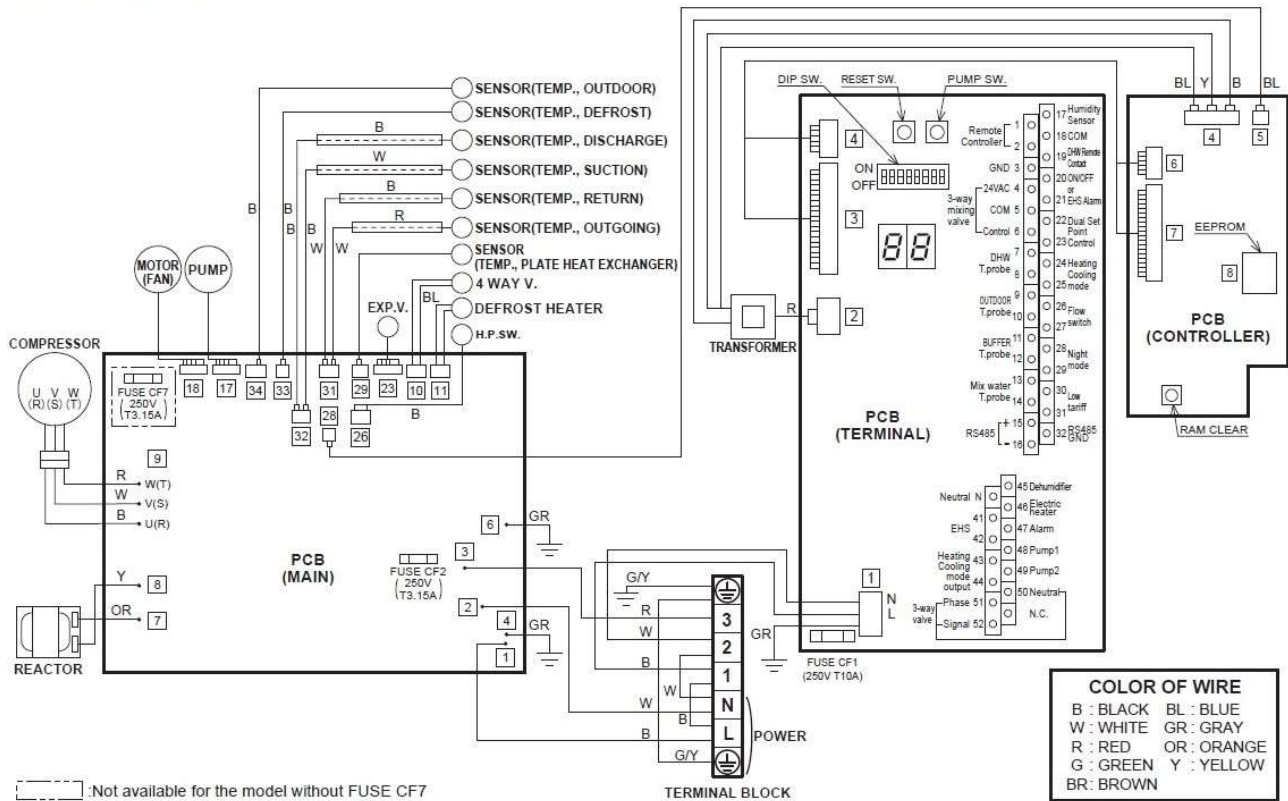 SENSOR(TEMP., OUTDOOR)
SENSOR(TEMP., DEFROST)
B
SENSOR(TEMP., DISCHARGE)
W
SENSOR(TEMP., SUCTION)
B
SENSOR(TEMP., RETURN)
R
SENSOR(TEMP., OUTGOING)
SENSOR
(TEMP., PLATE HEAT EXCHANGER)
4 WAY V.
BL
DEFROST HEATER
H.P.SW.
B B B B W W
MOTOR
(FAN)
PUMP
EXP.V.
COMPRESSOR
U V W
(R) (S) (T)
FUSE CF7
250V
T3.15A
18 17 34 33 31 29 23 10 11
28
32 26
B
9
R W(T)
W V(S)
B U(R)
PCB
(MAIN)
6 GR
3
FUSE CF2
250V
T3.15A
2
Y 8
OR 7
4 GR
1
REACTOR
DIP SW. RESET SW. PUMP SW.
4
ON
OFF
3
88
R 2
TRANSFORMER
PCB
(TERMINAL)
Remote
Controller
1
2
GND 3
3-way
mixing
valve
24VAC 4
COM 5
Control 6
DHW
T.probe
7
8
OUTDOOR
T.probe
9
10
BUFFER
T.probe
11
12
Mix water
T.probe
13
14
RS485
+ 15
- 16
17 Humidity
Sensor
18 COM
19 DHW Remote
Contact
20 ON/OFF
or
21 EHS Alarm
22 Dual Set
Point
23 Control
24 Heating
Cooling
25 mode
26 Flow
switch
27
28 Night
mode
29
30 Low
tariff
31
32 RS485
GND
Neutral N
EHS
41
42
Heating
Cooling
mode
output
43
44
3-way
valve
Phase 51
Signal 52
45 Dehumidifier
46 Electric
heater
47 Alarm
48 Pump1
49 Pump2
50 Neutral
N.C.
1 N
L
GR
FUSE CF1
(250V T10A)
BL Y B BL
4 5
6
7
EEPROM
8
PCB
(CONTROLLER)
RAM CLEAR
G/Y
R 3
W 2
B 1
W
W N
B
B L
G/Y
POWER
TERMINAL BLOCK
COLOR OF WIRE
B : BLACK BL : BLUE
W : WHITE GR : GRAY
R : RED OR : ORANGE
G : GREEN Y : YELLOW
BR: BROWN
:Not available for the model without FUSE CF7